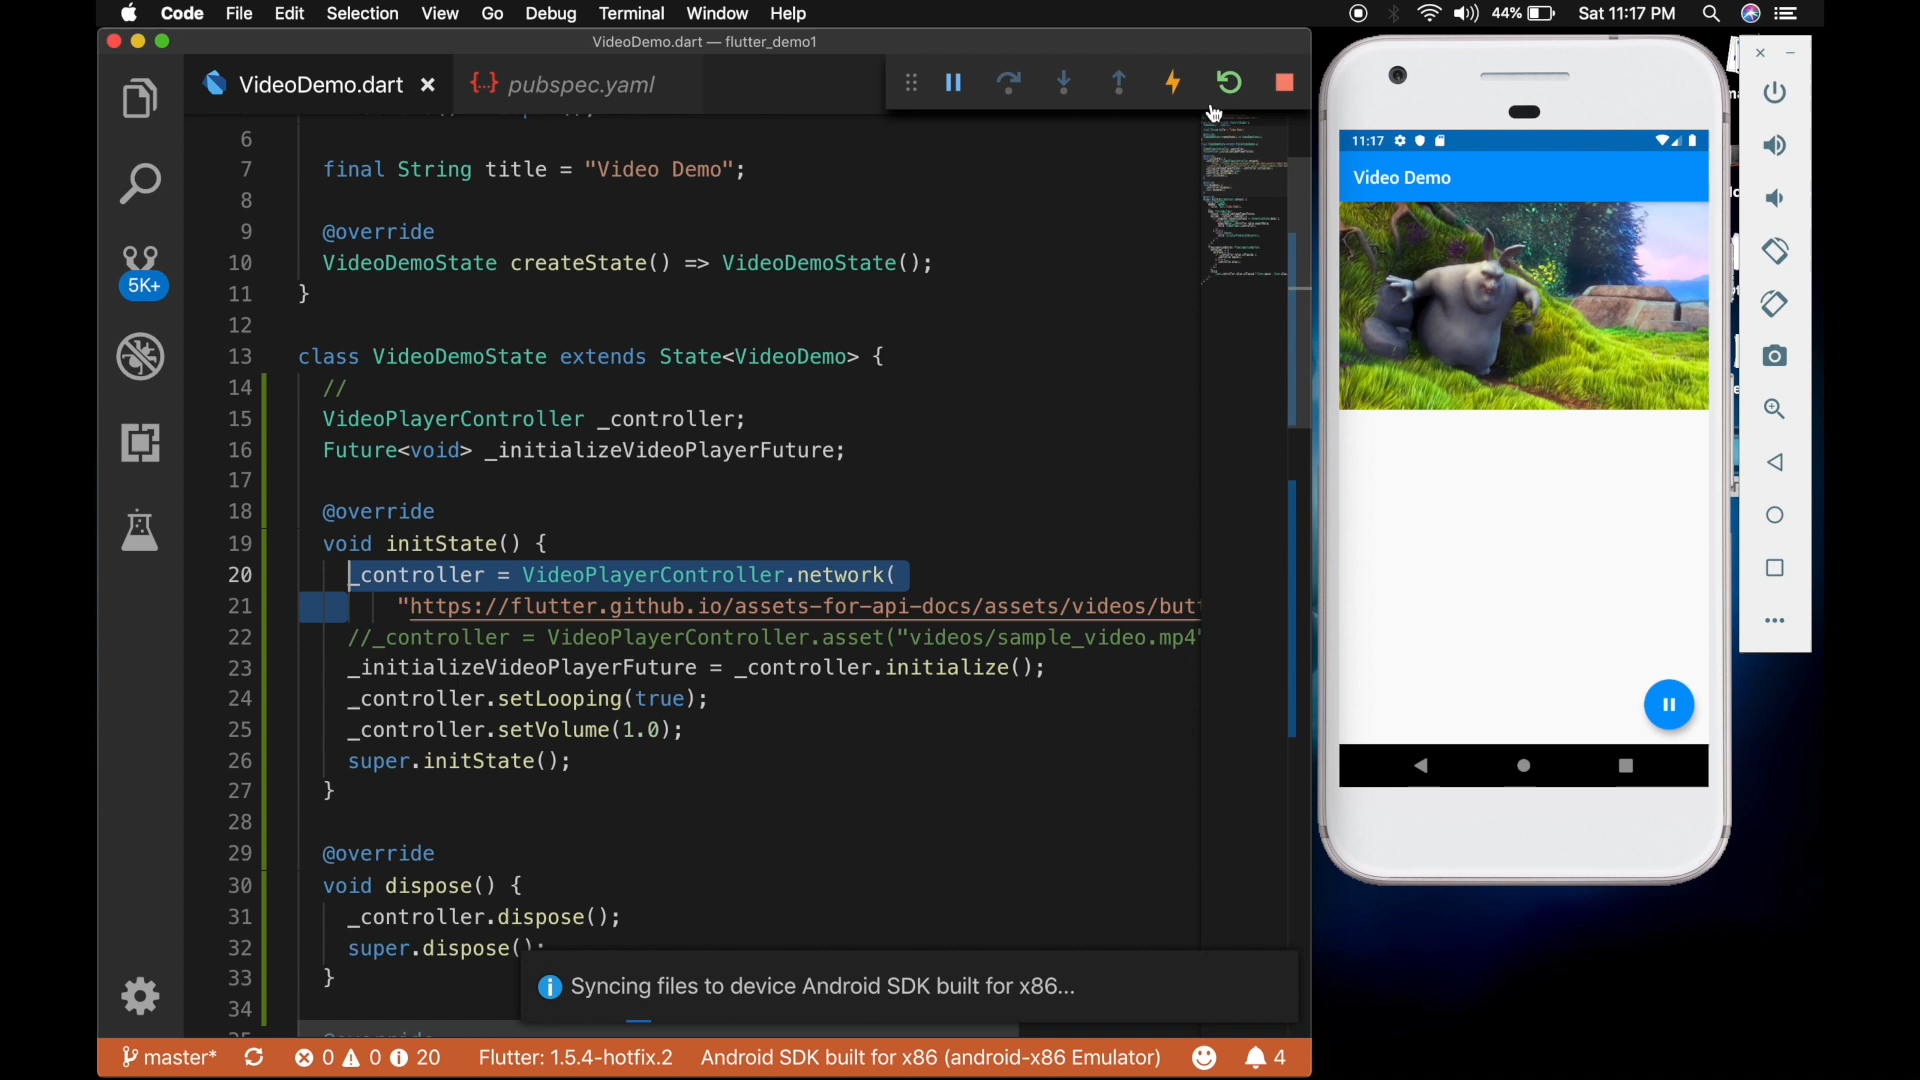 Code File Edit Selection View Go Debug Terminal Window Help
44% Sat 11:17 PM
VideoDemo.dart — flutter_demo1
VideoDemo.dart
pubspec.yaml
6
7 final String title = "Video Demo";
8
9 @override
10 VideoDemoState createState() => VideoDemoState();
11 }
12
13 class VideoDemoState extends State<VideoDemo> {
14 //
15 VideoPlayerController _controller;
16 Future<void> _initializeVideoPlayerFuture;
17
18 @override
19 void initState() {
20 _controller = VideoPlayerController.network(
21 "https://flutter.github.io/assets-for-api-docs/assets/videos/butt
22 //_controller = VideoPlayerController.asset("videos/sample_video.mp4"
23 _initializeVideoPlayerFuture = _controller.initialize();
24 _controller.setLooping(true);
25 _controller.setVolume(1.0);
26 super.initState();
27 }
28
29 @override
30 void dispose() {
31 _controller.dispose();
32 super.dispose();
33 }
34
5K+
Syncing files to device Android SDK built for x86...
master* 0 0 20 Flutter: 1.5.4-hotfix.2 Android SDK built for x86 (android-x86 Emulator) 4
11:17
Video Demo